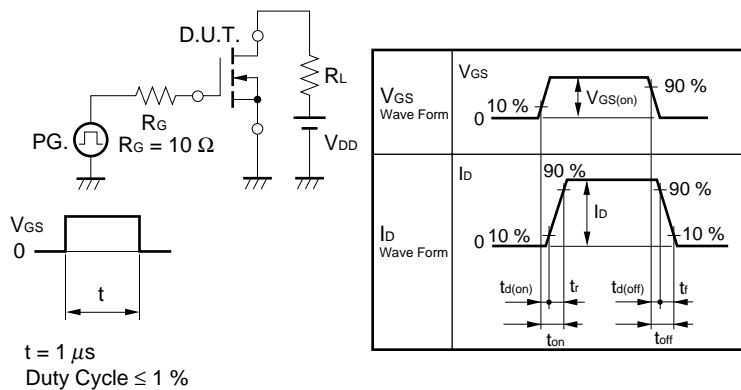 D.U.T.
RL
RG
PG.
RG = 10 Ω
VDD
VGS
0
t
t = 1 μs
Duty Cycle ≤ 1 %
VGS
Wave Form
VGS
10 %
0
VGS(on)
90 %
ID
Wave Form
ID
90 %
90 %
ID
0
10 %
10 %
td(on)
tr
td(off)
tf
ton
toff